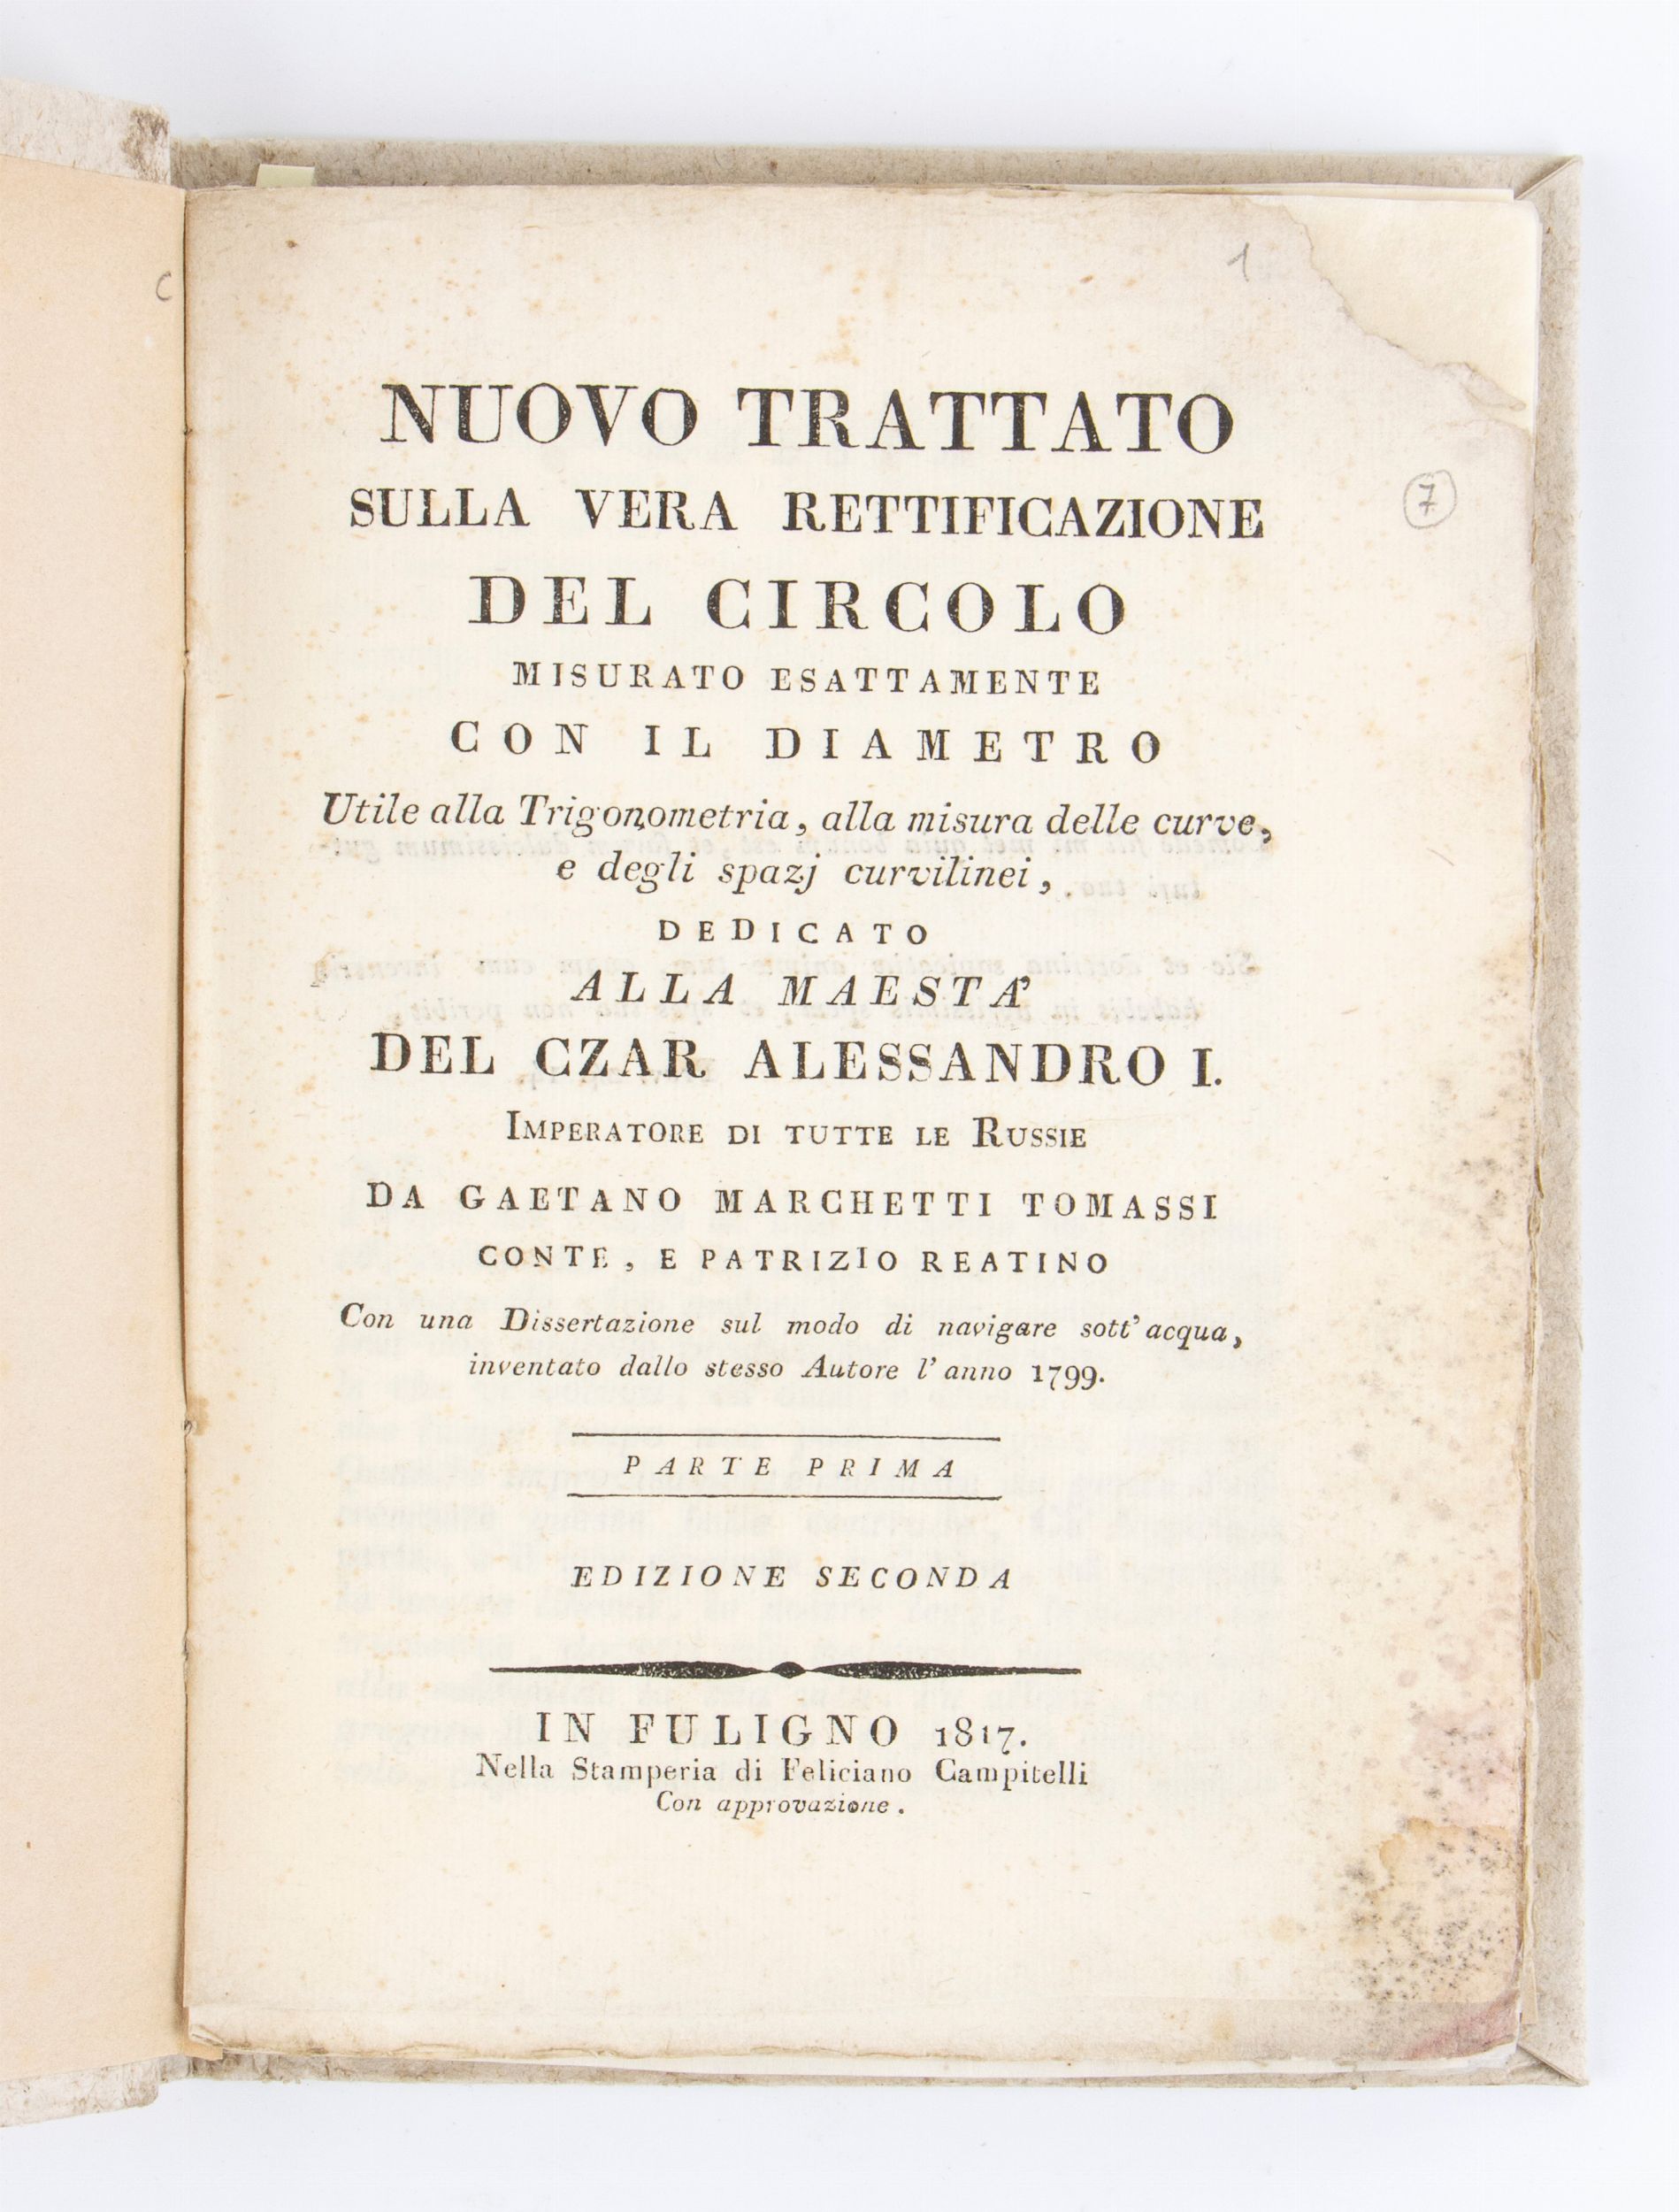 C
1
NUOVO TRATTATO
SULLA VERA RETTIFICAZIONE
7
DEL CIRCOLO
MISURATO ESATTAMENTE
CON IL DIAMETRO
Utile alla Trigonometria, alla misura delle curve,
e degli spazj curvilinei,
DEDICATO
ALLA MAESTA'
DEL CZAR ALESSANDRO I.
IMPERATORE DI TUTTE LE RUSSIE
DA GAETANO MARCHETTI TOMASSI
CONTE, E PATRIZIO REATINO
Con una Dissertazione sul modo di navigare sott' acqua,
inventato dallo stesso Autore l' anno 1799.
PARTE PRIMA
EDIZIONE SECONDA
IN FULIGNO 1817.
Nella Stamperia di Feliciano Campitelli
Con approvazione.